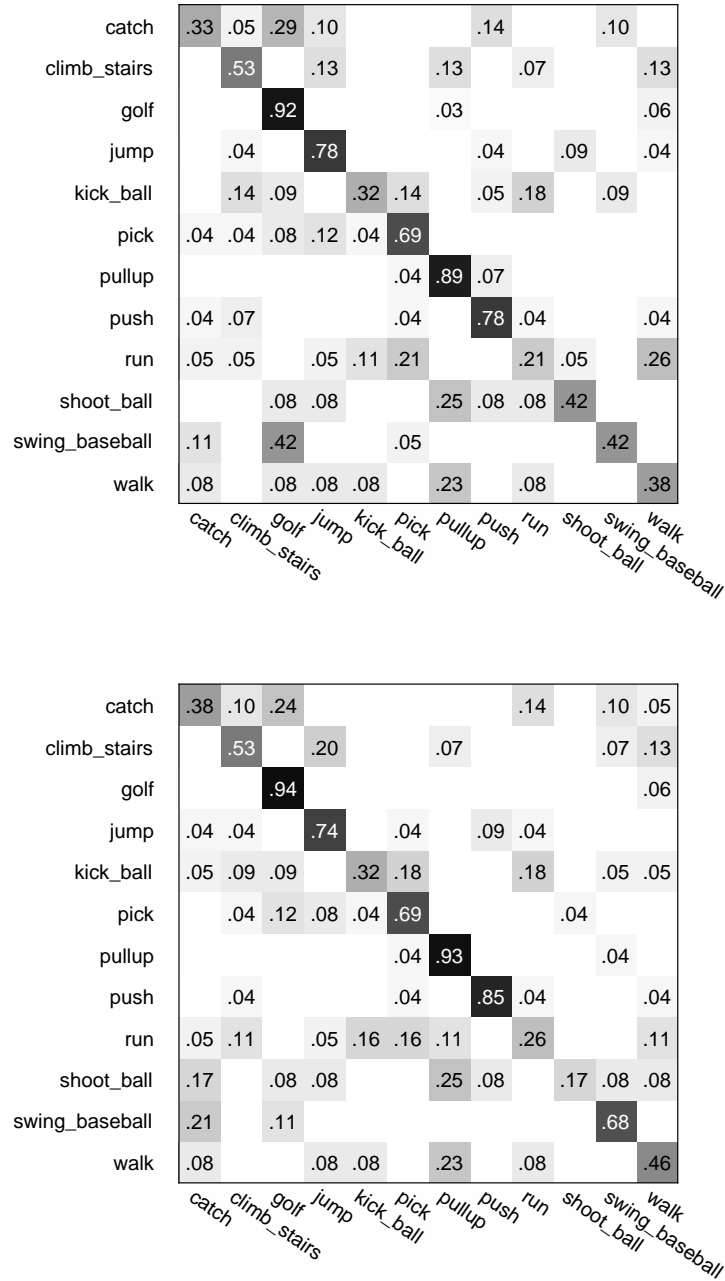 catch .33 .05 .29 .10 .14 .10
climb_stairs .53 .13 .13 .07 .13
golf .92 .03 .06
jump .04 .78 .04 .09 .04
kick_ball .14 .09 .32 .14 .05 .18 .09
pick .04 .04 .08 .12 .04 .69
pullup .04 .89 .07
push .04 .07 .04 .78 .04 .04
run .05 .05 .05 .11 .21 .21 .05 .26
shoot_ball .08 .08 .25 .08 .08 .42
swing_baseball .11 .42 .05 .42
walk .08 .08 .08 .08 .23 .08 .38
catch climb_stairs golf jump kick_ball pick pullup push run shoot_ball swing_baseball walk
catch .38 .10 .24 .14 .10 .05
climb_stairs .53 .20 .07 .07 .13
golf .94 .06
jump .04 .04 .74 .04 .09 .04
kick_ball .05 .09 .09 .32 .18 .18 .05 .05
pick .04 .12 .08 .04 .69 .04
pullup .04 .93 .04
push .04 .04 .85 .04 .04
run .05 .11 .05 .16 .16 .11 .26 .11
shoot_ball .17 .08 .08 .25 .08 .17 .08 .08
swing_baseball .21 .11 .68
walk .08 .08 .08 .23 .08 .46
catch climb_stairs golf jump kick_ball pick pullup push run shoot_ball swing_baseball walk